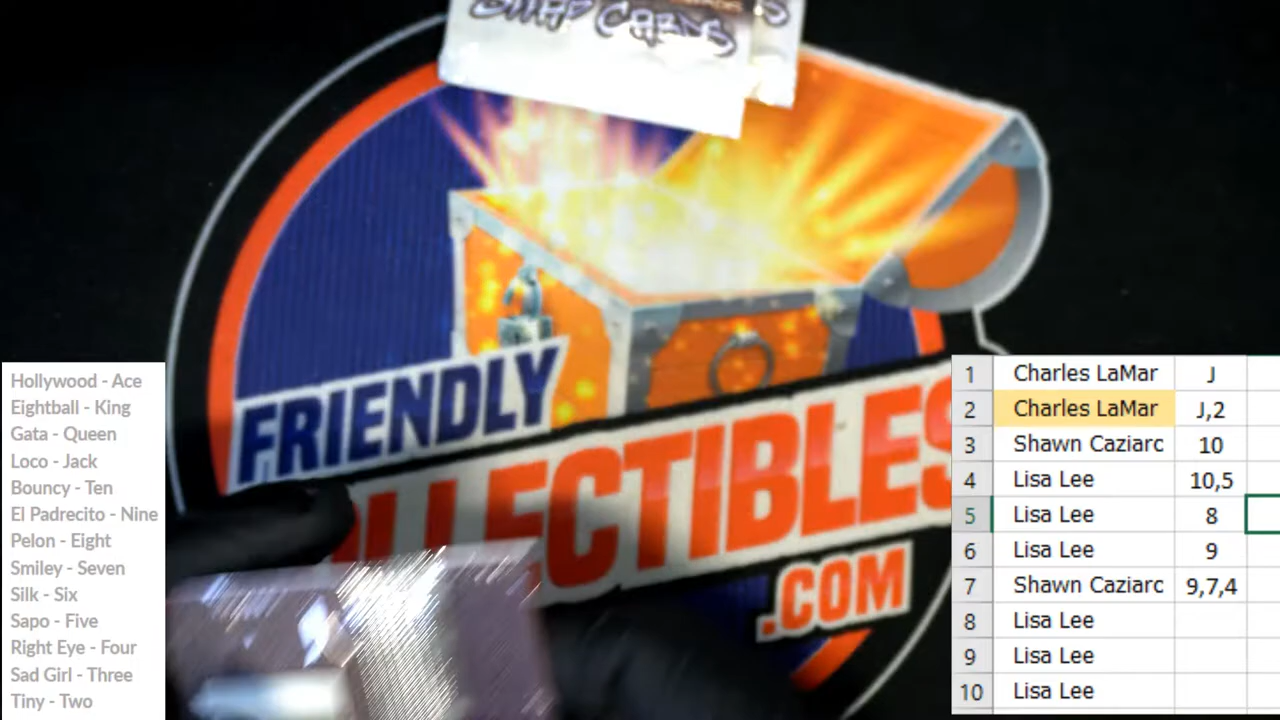 SNAP CARDS
FRIENDLY
COLLECTIBLES
.COM
Hollywood - Ace
Eightball - King
Gata - Queen
Loco - Jack
Bouncy - Ten
El Padrecito - Nine
Pelon - Eight
Smiley - Seven
Silk - Six
Sapo - Five
Right Eye - Four
Sad Girl - Three
Tiny - Two
1 Charles LaMar J
2 Charles LaMar J,2
3 Shawn Caziarc 10
4 Lisa Lee 10,5
5 Lisa Lee 8
6 Lisa Lee 9
7 Shawn Caziarc 9,7,4
8 Lisa Lee
9 Lisa Lee
10 Lisa Lee